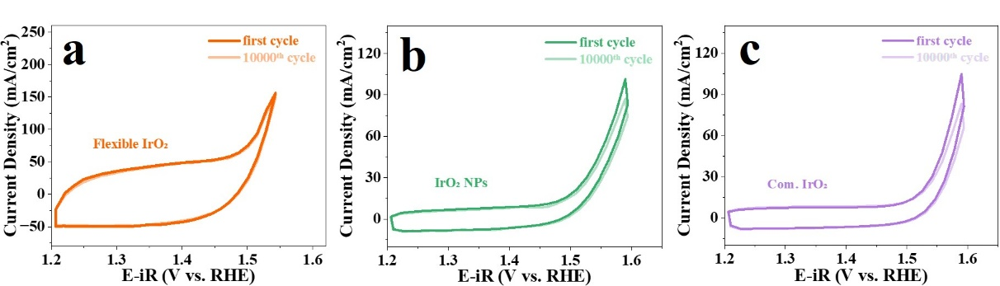 a
first cycle
10000th cycle
Flexible IrO₂
Current Density (mA/cm²)
250
200
150
100
50
0
−50
1.2
1.3
1.4
1.5
1.6
E-iR (V vs. RHE)
b
first cycle
10000th cycle
IrO₂ NPs
Current Density (mA/cm²)
120
90
60
30
0
1.2
1.3
1.4
1.5
1.6
E-iR (V vs. RHE)
c
first cycle
10000th cycle
Com. IrO₂
Current Density (mA/cm²)
120
90
60
30
0
1.2
1.3
1.4
1.5
1.6
E-iR (V vs. RHE)